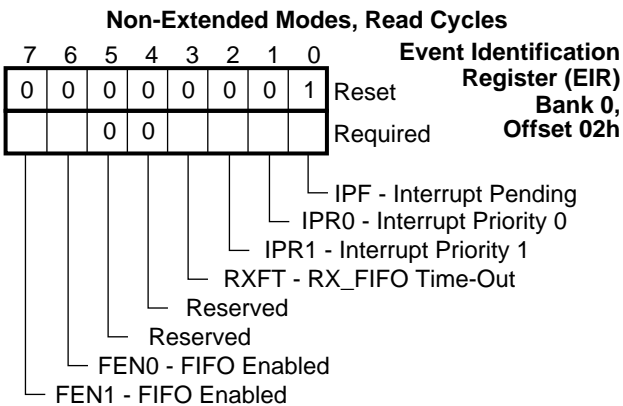 Non-Extended Modes, Read Cycles
7 6 5 4 3 2 1 0
Event Identification
Register (EIR)
Bank 0,
Offset 02h
0 0 0 0 0 0 0 1 Reset
0 0 Required
IPF - Interrupt Pending
IPR0 - Interrupt Priority 0
IPR1 - Interrupt Priority 1
RXFT - RX_FIFO Time-Out
Reserved
Reserved
FEN0 - FIFO Enabled
FEN1 - FIFO Enabled